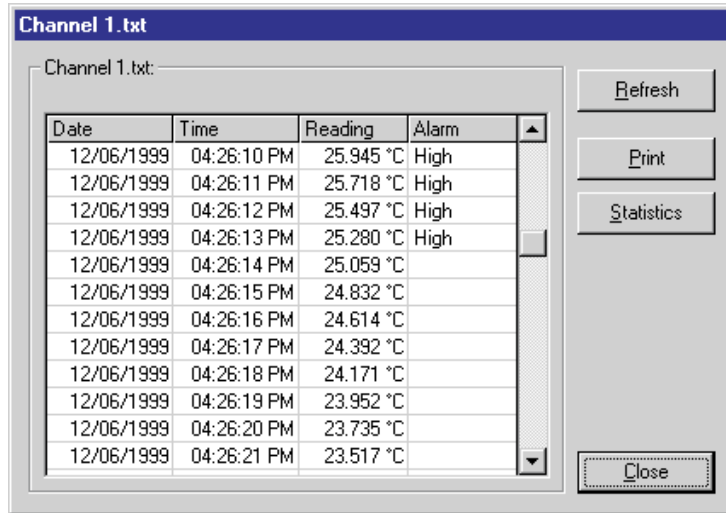 Channel 1.txt
Channel 1.txt:
Refresh
Print
Statistics
Date Time Reading Alarm
12/06/1999 04:26:10 PM 25.945 °C High
12/06/1999 04:26:11 PM 25.718 °C High
12/06/1999 04:26:12 PM 25.497 °C High
12/06/1999 04:26:13 PM 25.280 °C High
12/06/1999 04:26:14 PM 25.059 °C
12/06/1999 04:26:15 PM 24.832 °C
12/06/1999 04:26:16 PM 24.614 °C
12/06/1999 04:26:17 PM 24.392 °C
12/06/1999 04:26:18 PM 24.171 °C
12/06/1999 04:26:19 PM 23.952 °C
12/06/1999 04:26:20 PM 23.735 °C
12/06/1999 04:26:21 PM 23.517 °C
Close